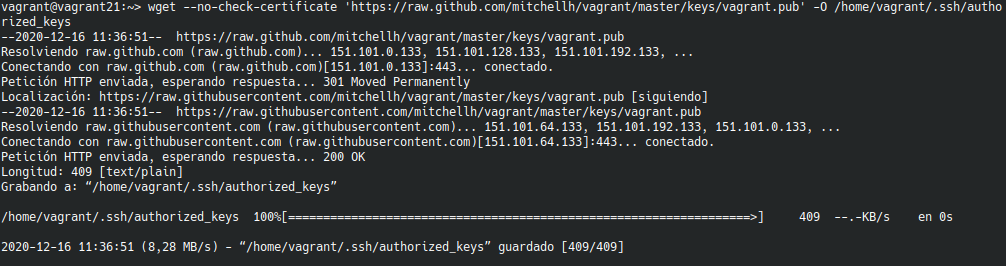 vagrant@vagrant21:~> wget --no-check-certificate 'https://raw.github.com/mitchellh/vagrant/master/keys/vagrant.pub' -O /home/vagrant/.ssh/autho
rized_keys
--2020-12-16 11:36:51--  https://raw.github.com/mitchellh/vagrant/master/keys/vagrant.pub
Resolviendo raw.github.com (raw.github.com)... 151.101.0.133, 151.101.128.133, 151.101.192.133, ...
Conectando con raw.github.com (raw.github.com)[151.101.0.133]:443... conectado.
Petición HTTP enviada, esperando respuesta... 301 Moved Permanently
Localización: https://raw.githubusercontent.com/mitchellh/vagrant/master/keys/vagrant.pub [siguiendo]
--2020-12-16 11:36:51--  https://raw.githubusercontent.com/mitchellh/vagrant/master/keys/vagrant.pub
Resolviendo raw.githubusercontent.com (raw.githubusercontent.com)... 151.101.64.133, 151.101.192.133, 151.101.0.133, ...
Conectando con raw.githubusercontent.com (raw.githubusercontent.com)[151.101.64.133]:443... conectado.
Petición HTTP enviada, esperando respuesta... 200 OK
Longitud: 409 [text/plain]
Grabando a: “/home/vagrant/.ssh/authorized_keys”
/home/vagrant/.ssh/authorized_keys  100%[==================================================================>]     409  --.-KB/s    en 0s
2020-12-16 11:36:51 (8,28 MB/s) - “/home/vagrant/.ssh/authorized_keys” guardado [409/409]